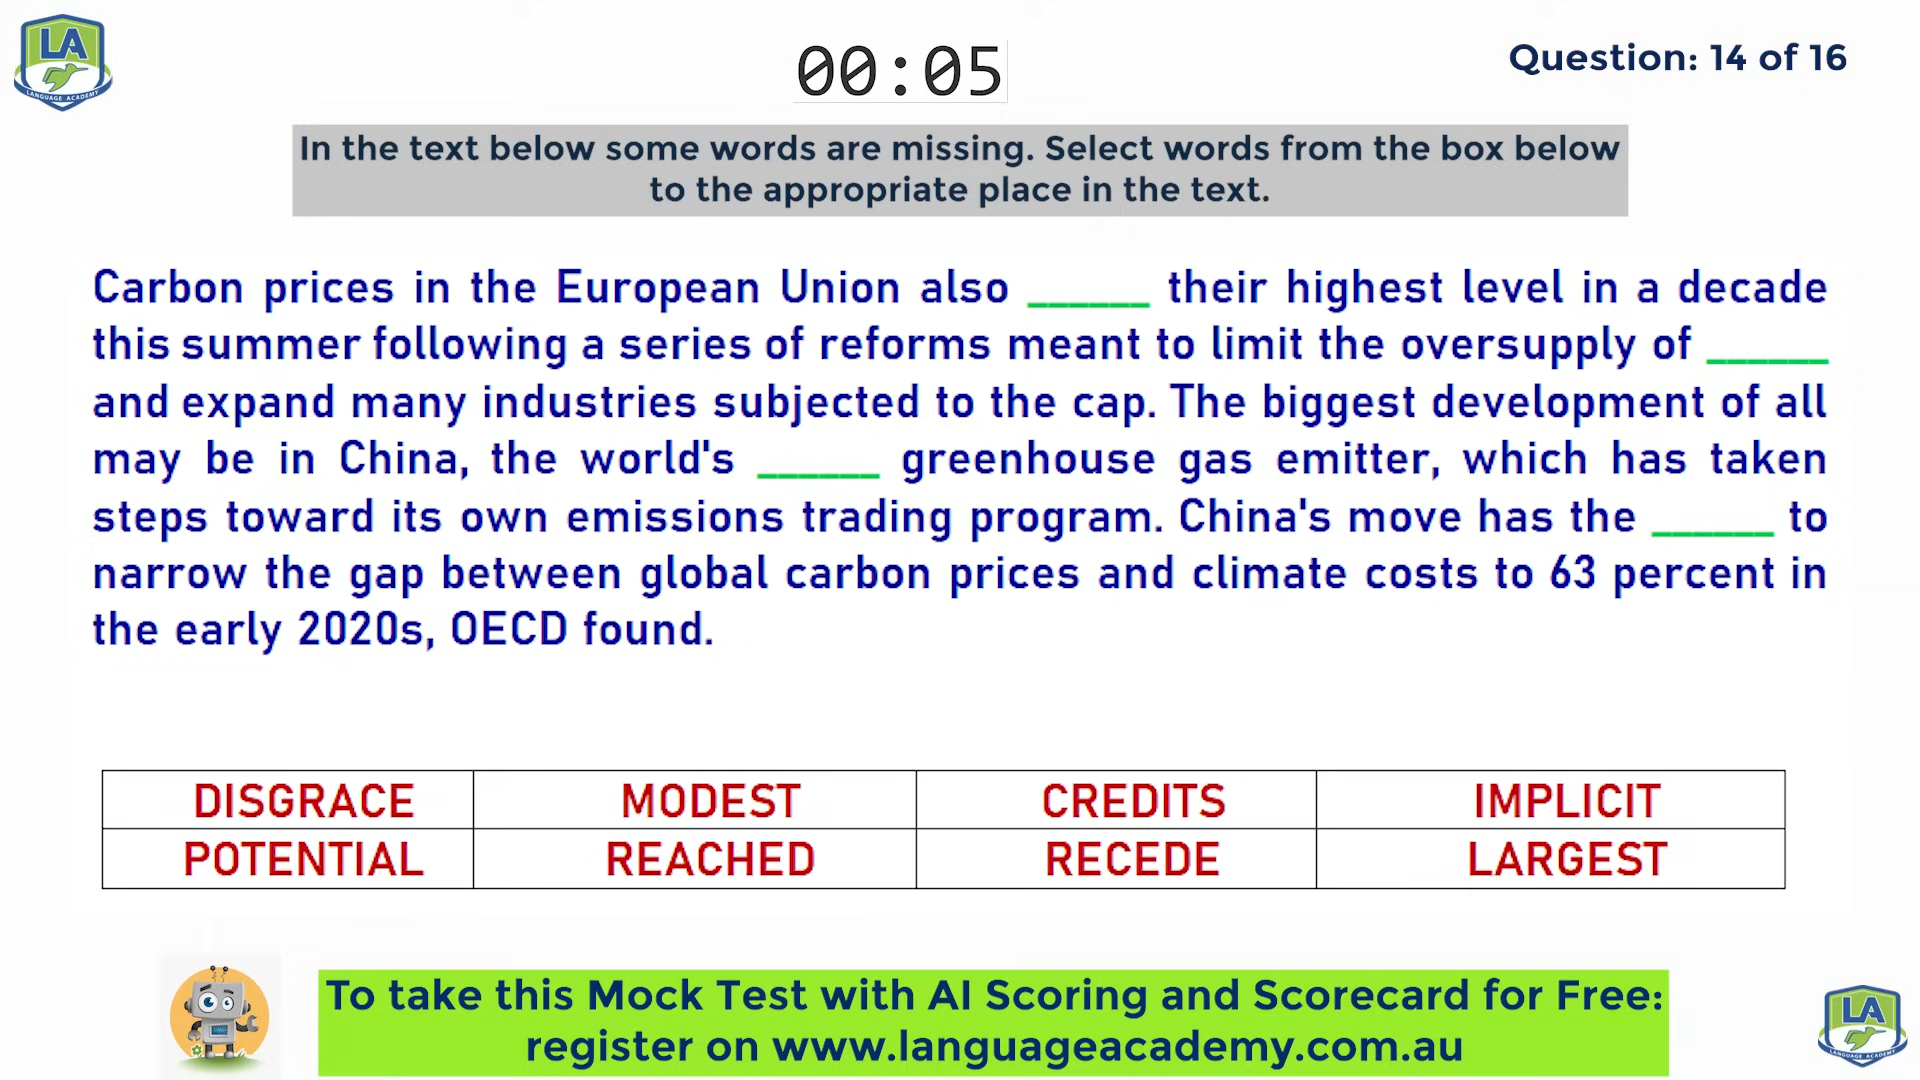 LA
LANGUAGE ACADEMY
00:05
Question: 14 of 16
In the text below some words are missing. Select words from the box below
to the appropriate place in the text.
Carbon prices in the European Union also ______ their highest level in a decade
this summer following a series of reforms meant to limit the oversupply of ______
and expand many industries subjected to the cap. The biggest development of all
may be in China, the world's ______ greenhouse gas emitter, which has taken
steps toward its own emissions trading program. China's move has the ______ to
narrow the gap between global carbon prices and climate costs to 63 percent in
the early 2020s, OECD found.
DISGRACE MODEST CREDITS IMPLICIT
POTENTIAL REACHED RECEDE LARGEST
To take this Mock Test with AI Scoring and Scorecard for Free:
register on www.languageacademy.com.au
LA
LANGUAGE ACADEMY